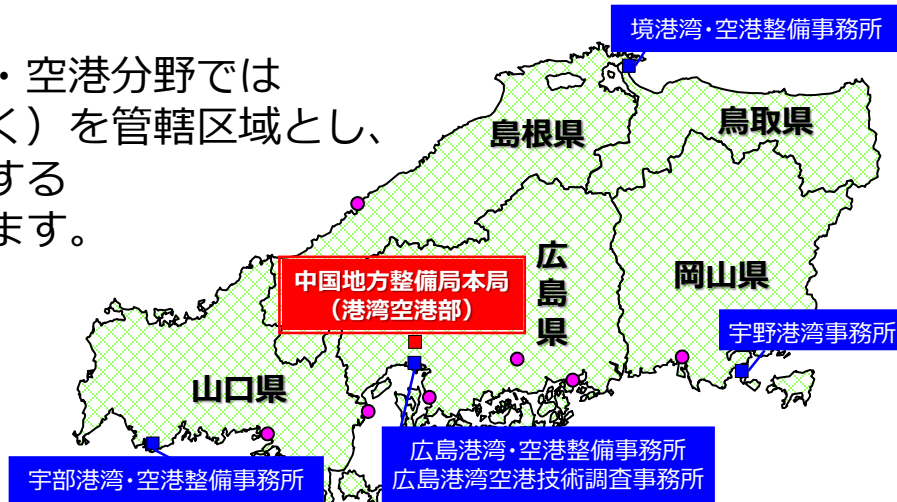 ・空港分野では
く）を管轄区域とし、
する
ます。
境港湾・空港整備事務所
島根県
鳥取県
中国地方整備局本局
（港湾空港部）
広島県
岡山県
宇野港湾事務所
山口県
広島港湾・空港整備事務所
広島港湾空港技術調査事務所
宇部港湾・空港整備事務所